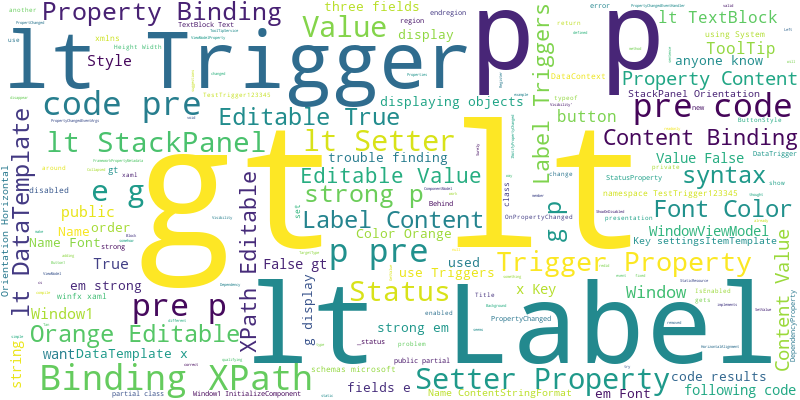 Property Binding
TextBlock Text
three fields
region
endregion
another
error
return
valid
Value
display
lt TextBlock
use
xmlns
lt Trigger
p p
using System
Height Width
Style
ToolTip
anyone know
Property Content
DataContext
code pre
Editable True
displaying objects
TestTrigger123345
typeof
Label Triggers
button
StackPanel Orientation
new
pre code
lt DataTemplate
lt StackPanel
lt Setter
Content Binding
ButtonStyle
DataTrigger
trouble finding
gt lt
e g
gt
xaml
Editable Value
Value False
syntax
StatusProperty
private
disabled
strong p
class
change
namespace TestTrigger123345
public
order
Label Content
Behind
OnPropertyChanged
g p
Font Color
presentation
Name
Name Font
Color Orange
WindowViewModel
Key settingsItemTemplate
strong
p pre
used
Trigger Property
True
False gt
use Triggers
em strong
XPath Editable
x Key
Window
IsEnabled
StaticResource
winfx xaml
Status
pre p
Window1
Title
gets
implements
Orientation Horizontal
Orange Editable
g display
strong em
enabled
PropertyChanged
lt Label
string
want
DataTemplate x
_status
problem
Content Value
DependencyProperty
HorizontalAlignment
Binding XPath
schemas microsoft
public partial
Setter Property
code results
partial class
Window1 InitializeComponent
fields e
Name ContentStringFormat
em Font
following code